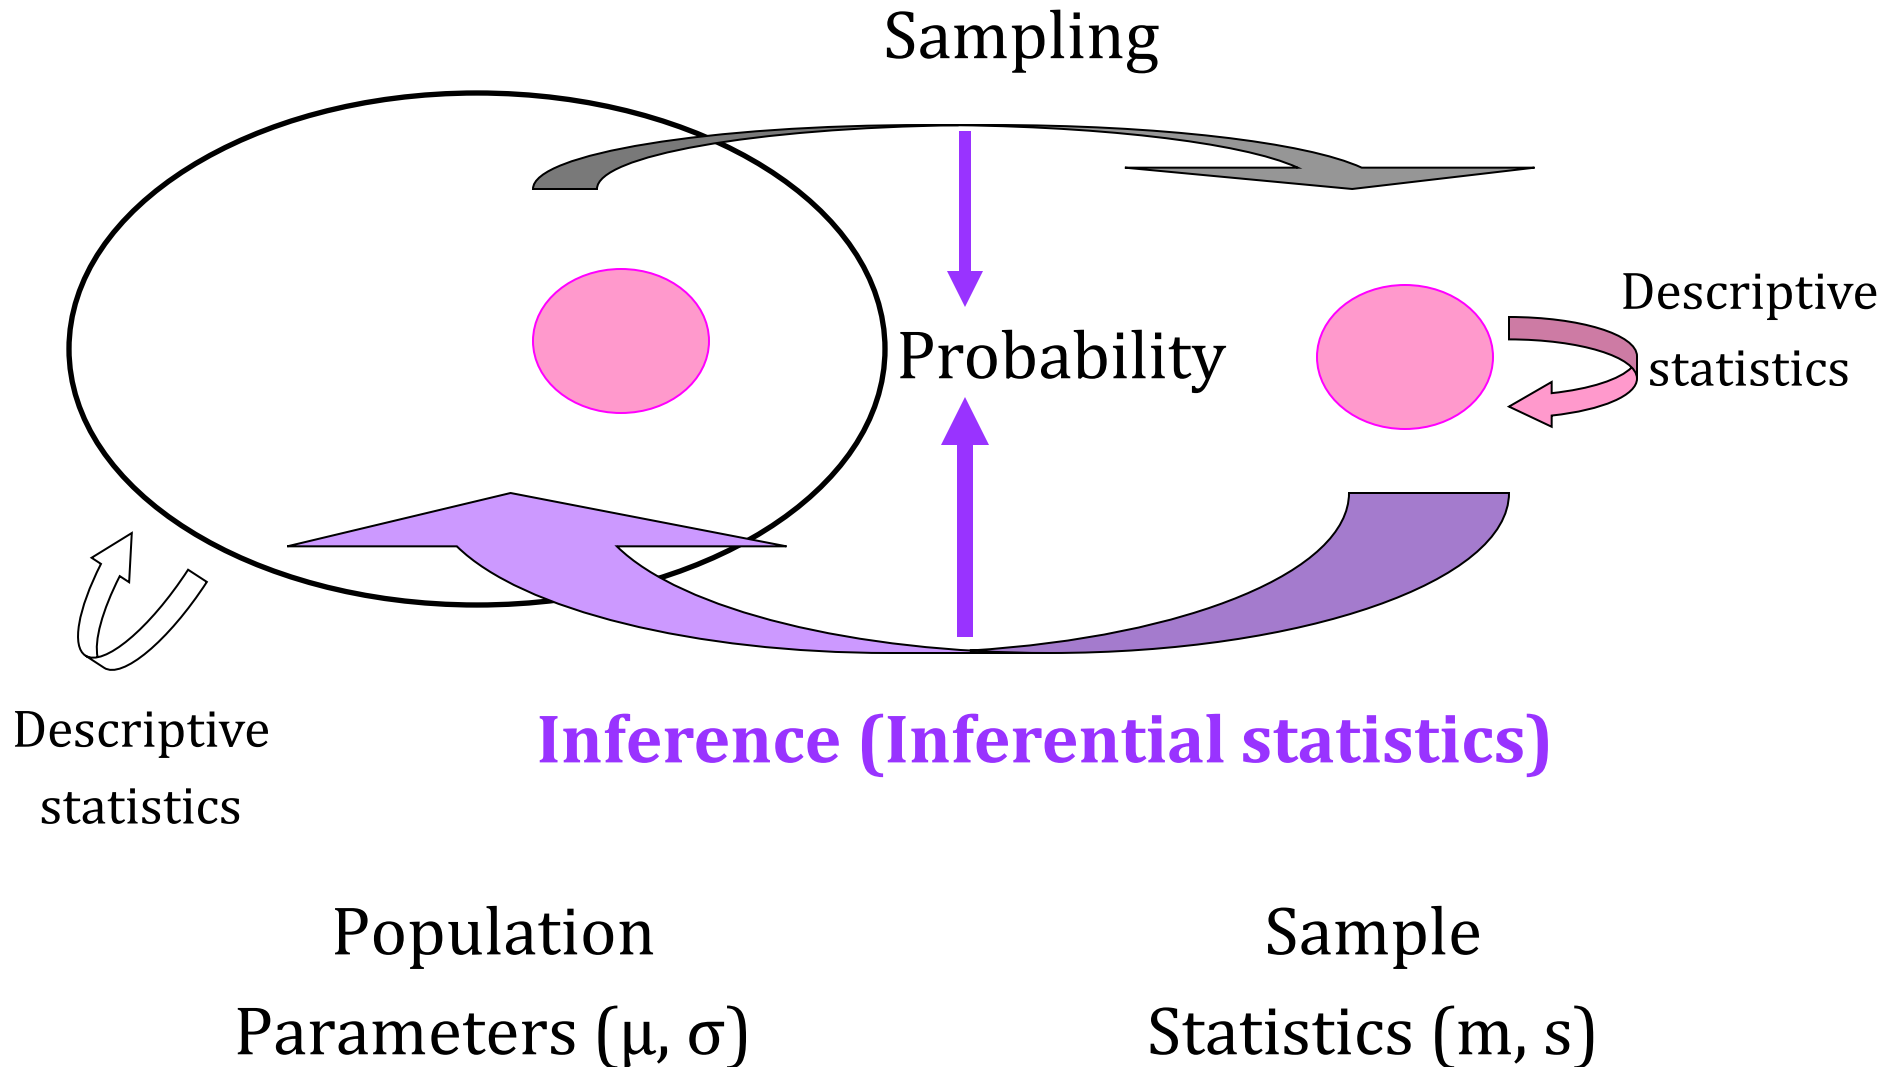 Sampling
Descriptive
statistics
Probability
Descriptive
statistics
Inference (Inferential statistics)
Population
Parameters (μ, σ)
Sample
Statistics (m, s)